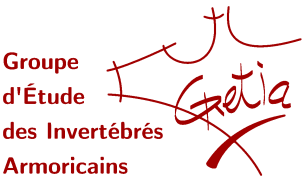 Groupe
d'Étude
des Invertébrés
Armoricains
Gretia